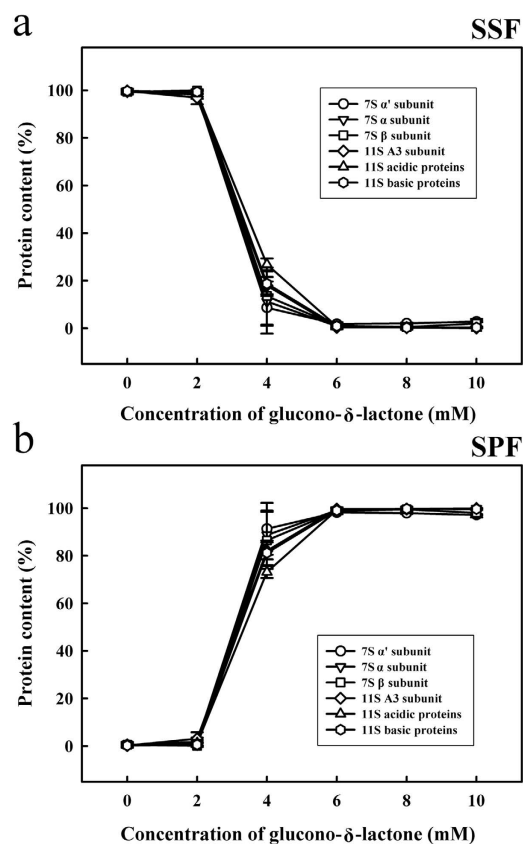 a
SSF
100
80
60
40
20
0
Protein content (%)
7S α' subunit
7S α subunit
7S β subunit
11S A3 subunit
11S acidic proteins
11S basic proteins
0 2 4 6 8 10
Concentration of glucono-δ-lactone (mM)
b
SPF
100
80
60
40
20
0
Protein content (%)
7S α' subunit
7S α subunit
7S β subunit
11S A3 subunit
11S acidic proteins
11S basic proteins
0 2 4 6 8 10
Concentration of glucono-δ-lactone (mM)